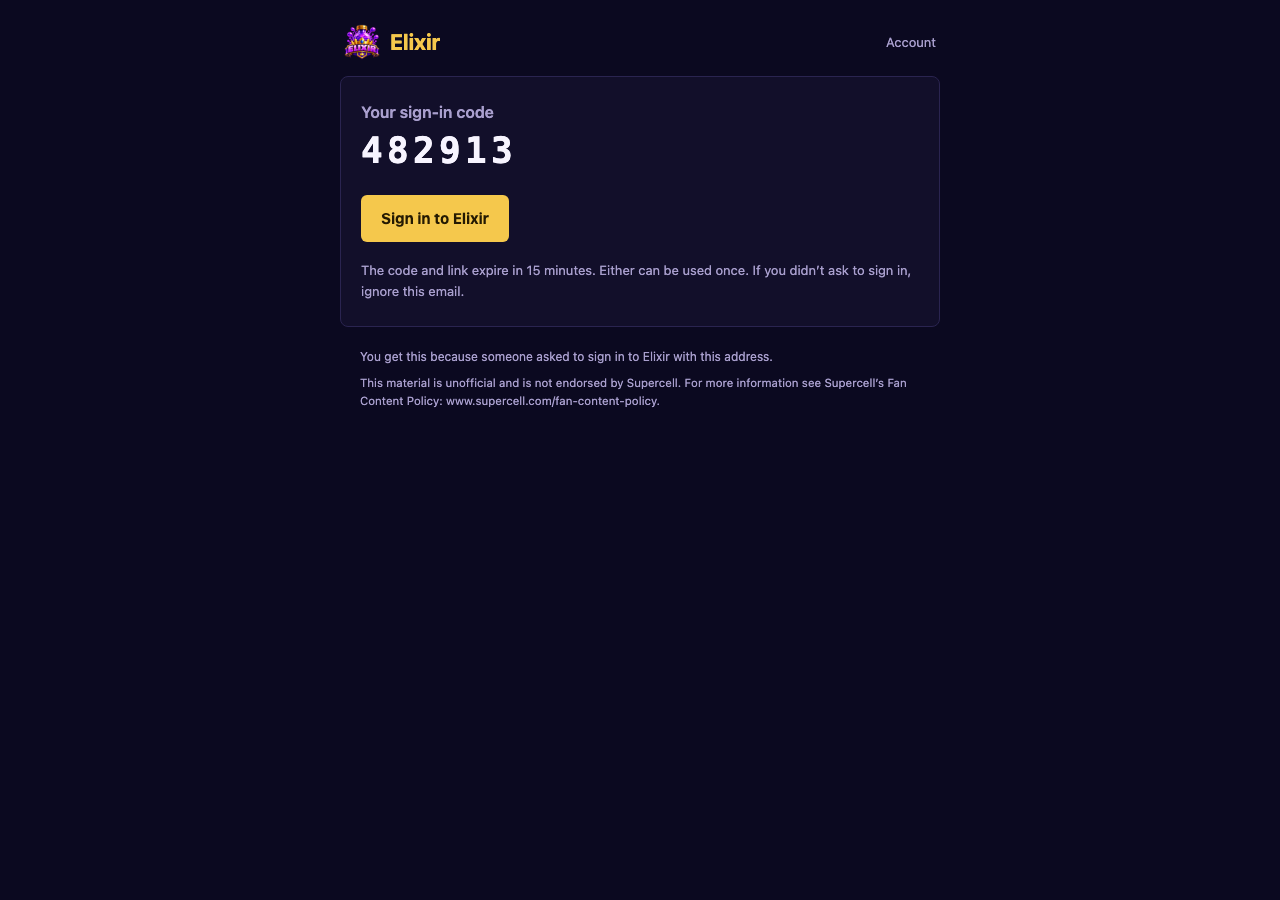 ELIXIR
Elixir
Account
Your sign-in code
482913
Sign in to Elixir
The code and link expire in 15 minutes. Either can be used once. If you didn’t ask to sign in,
ignore this email.
You get this because someone asked to sign in to Elixir with this address.
This material is unofficial and is not endorsed by Supercell. For more information see Supercell’s Fan
Content Policy: www.supercell.com/fan-content-policy.